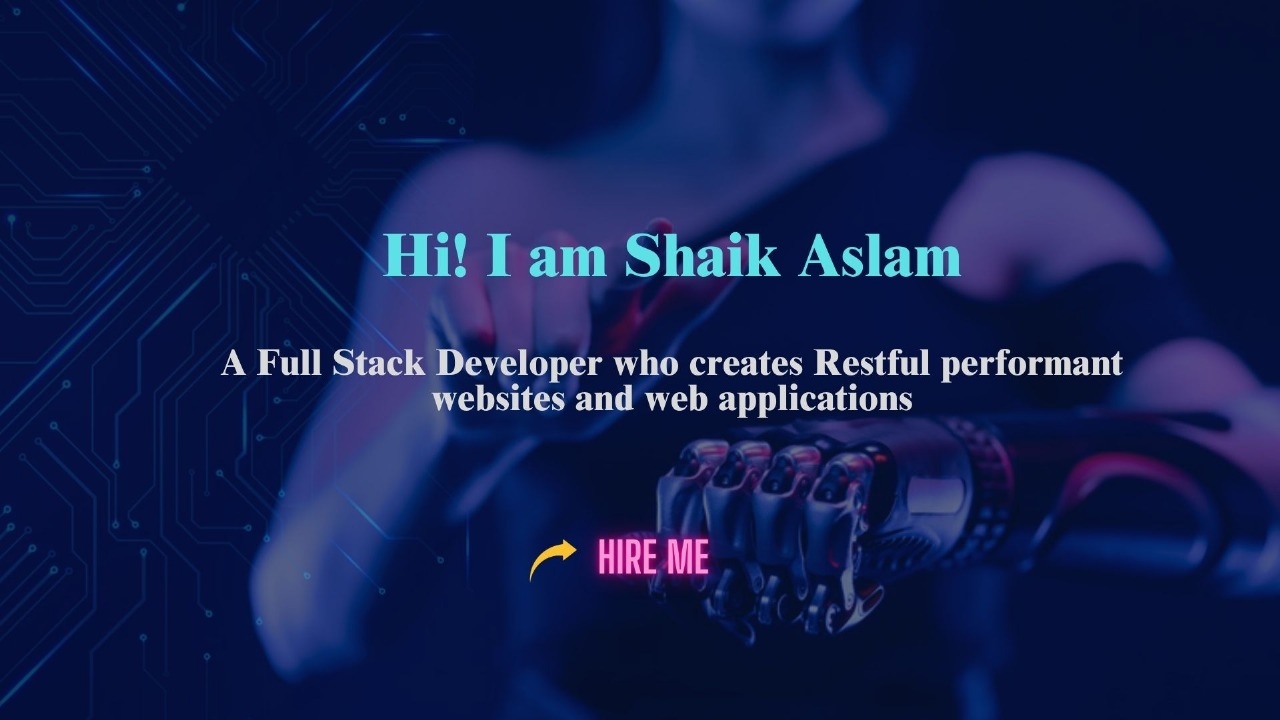 Hi! I am Shaik Aslam
A Full Stack Developer who creates Restful performant
websites and web applications
HIRE ME